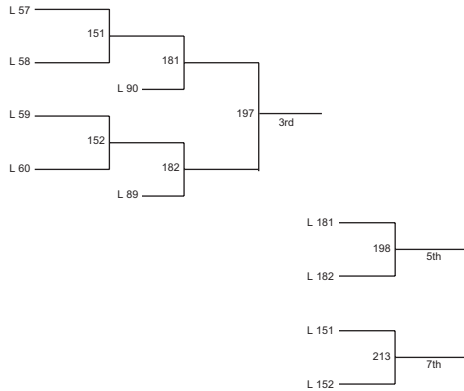 L 57
151
L 58
181
L 90
L 59
197
3rd
152
L 60
182
L 89
L 181
198
5th
L 182
L 151
213
7th
L 152